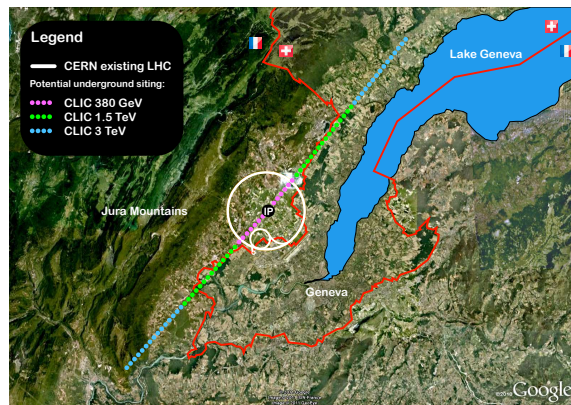 Legend
CERN existing LHC
Potential underground siting:
CLIC 380 GeV
CLIC 1.5 TeV
CLIC 3 TeV
Lake Geneva
Jura Mountains
IP
Geneva
Google